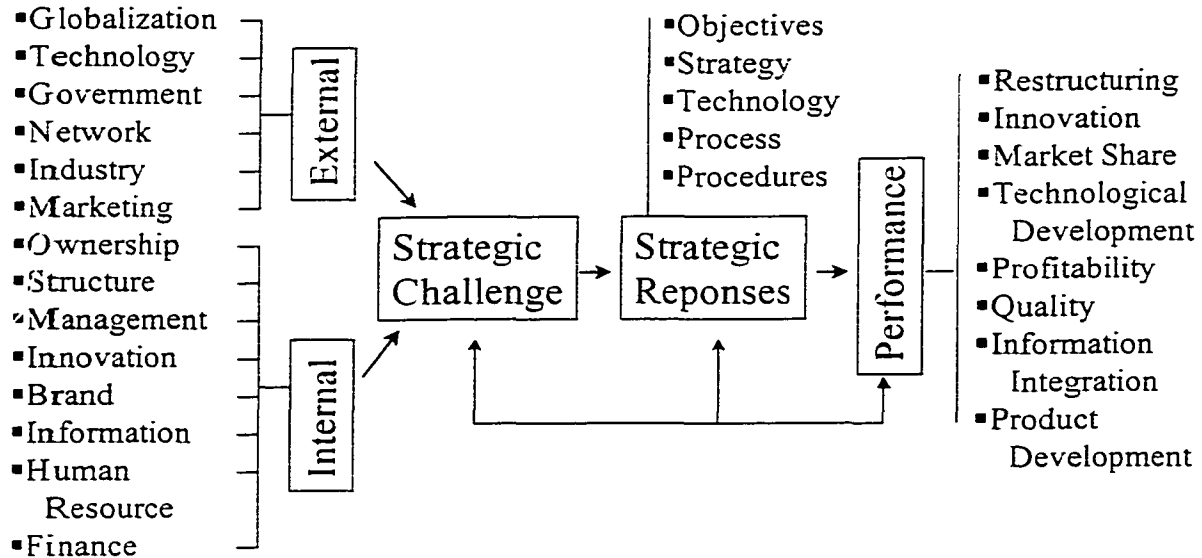 ▪Globalization
▪Technology
▪Government
▪Network
▪Industry
▪Marketing
▪Ownership
▪Structure
▪Management
▪Innovation
▪Brand
▪Information
▪Human
Resource
▪Finance
External
Internal
Strategic
Challenge
▪Objectives
▪Strategy
▪Technology
▪Process
▪Procedures
Strategic
Reponses
Performance
▪Restructuring
▪Innovation
▪Market Share
▪Technological
Development
▪Profitability
▪Quality
▪Information
Integration
▪Product
Development